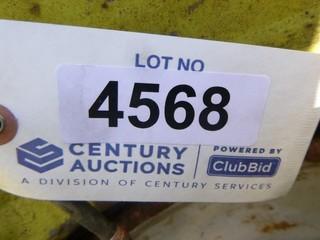 LOT NO
4568
CENTURY
AUCTIONS
POWERED BY
ClubBid
A DIVISION OF CENTURY SERVICES